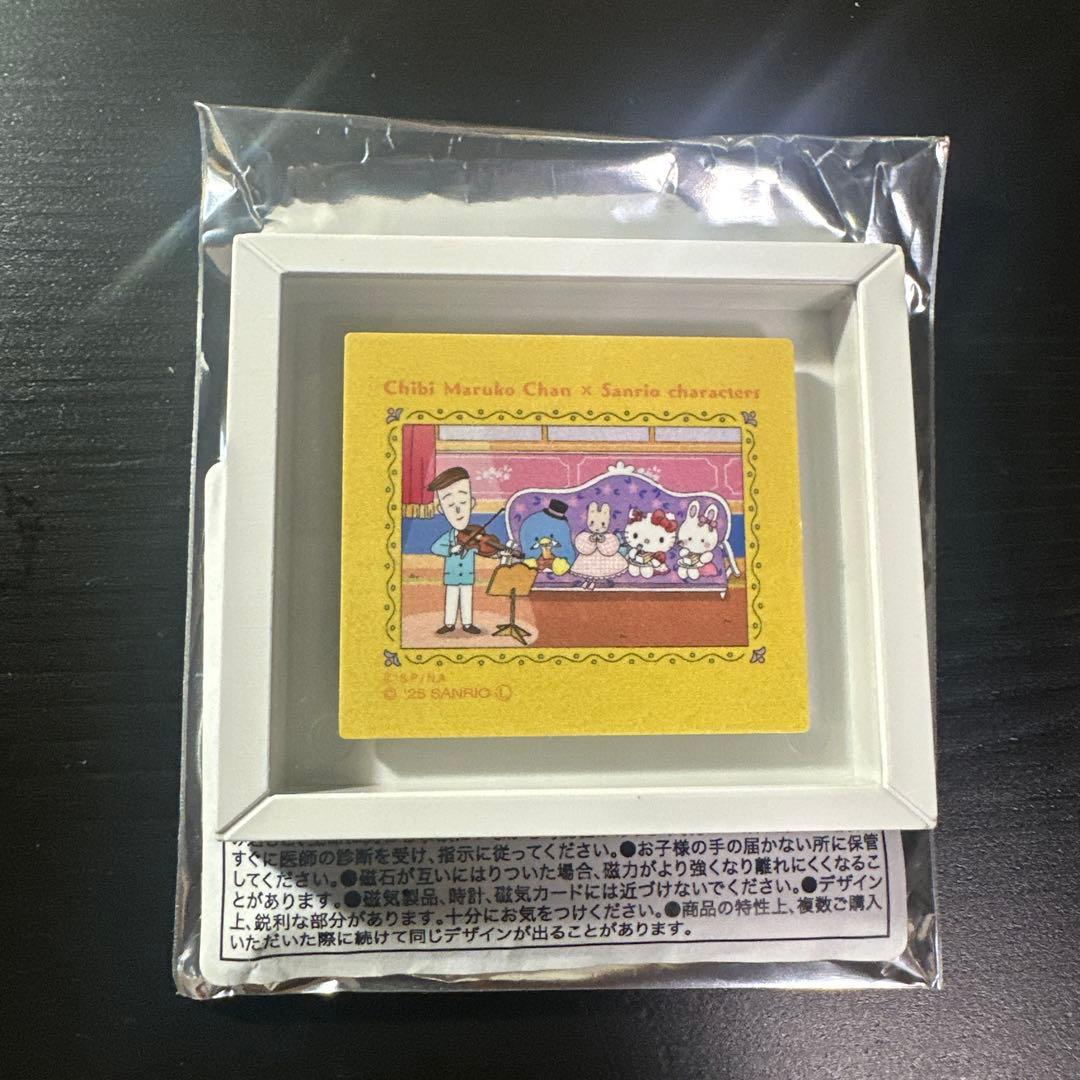 Chibi Maruko Chan × Sanrio characters
© S.P/N.A
© '25 SANRIO Ⓛ
すぐに医師の診断を受け、指示に従ってください。●お子様の手の届かない所に保管
してください。●磁石が互いにはりついた場合、磁力がより強くなり離れにくくなるこ
とがあります。●磁気製品、時計、磁気カードには近づけないでください。●デザイン
上、鋭利な部分があります。十分にお気をつけください。●商品の特性上、複数ご購入
いただいた際に続けて同じデザインが出ることがあります。